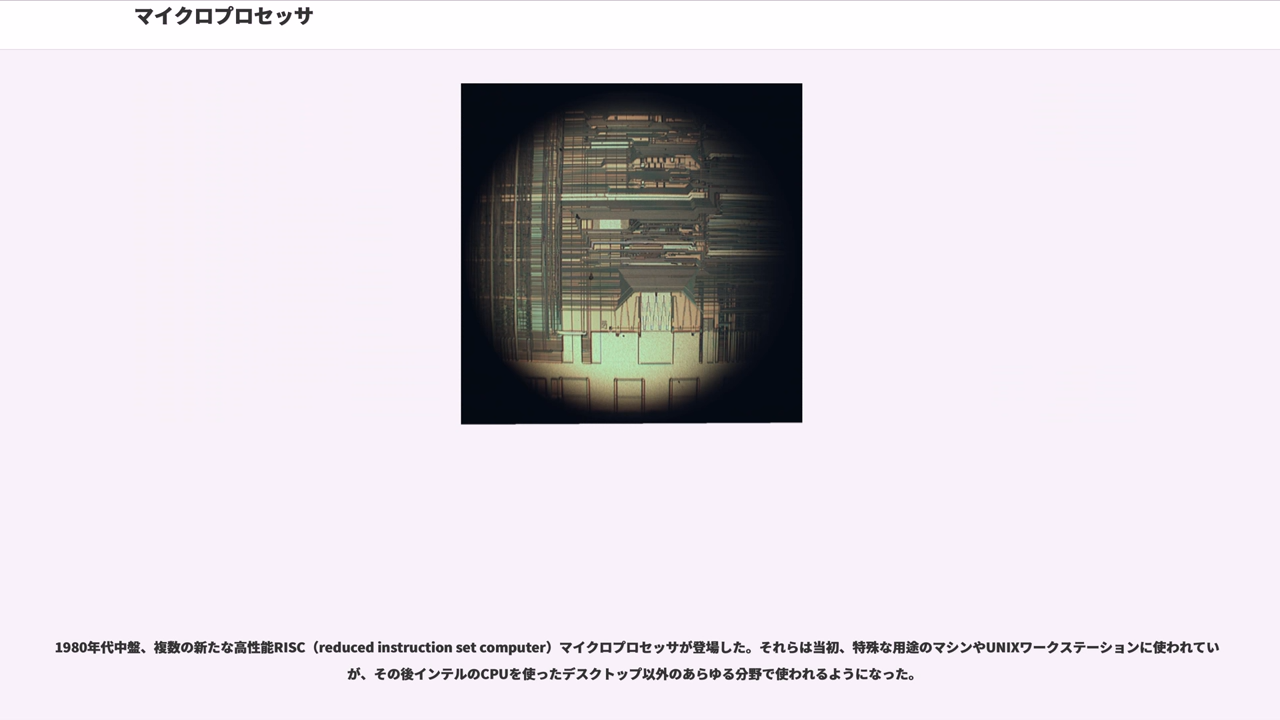 マイクロプロセッサ
1980年代中盤、複数の新たな高性能RISC（reduced instruction set computer）マイクロプロセッサが登場した。それらは当初、特殊な用途のマシンやUNIXワークステーションに使われてい
が、その後インテルのCPUを使ったデスクトップ以外のあらゆる分野で使われるようになった。